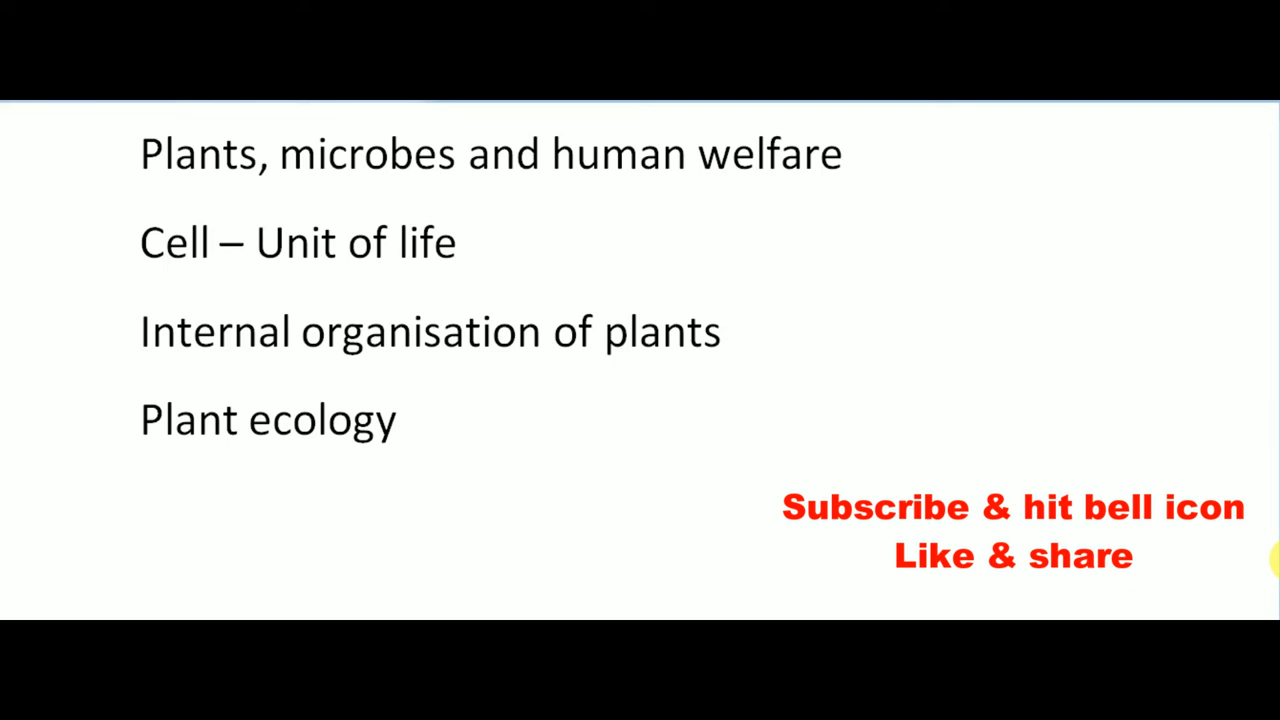 Plants, microbes and human welfare
Cell – Unit of life
Internal organisation of plants
Plant ecology
Subscribe & hit bell icon
Like & share